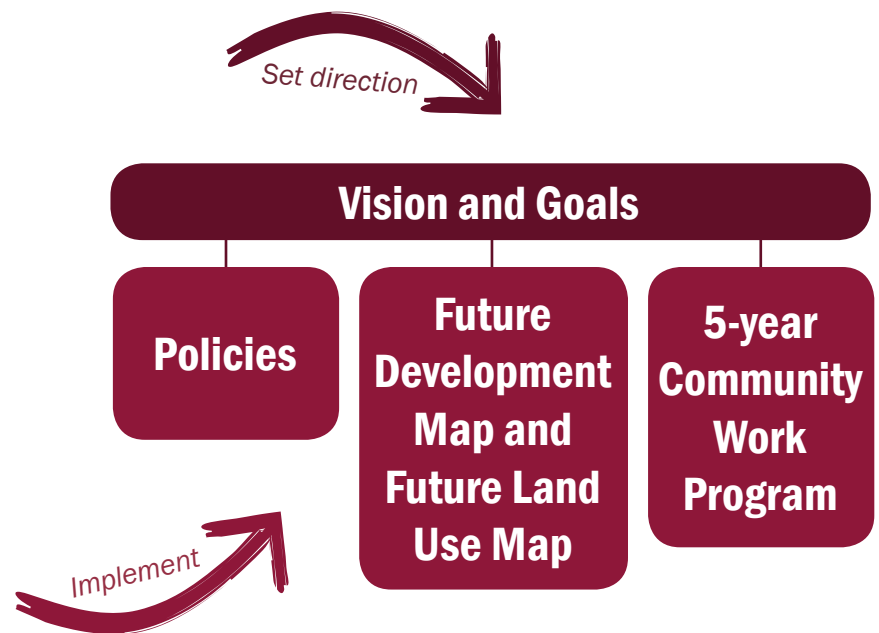 Set direction
Vision and Goals
Policies
Future
Development
Map and
Future Land
Use Map
5-year
Community
Work
Program
Implement